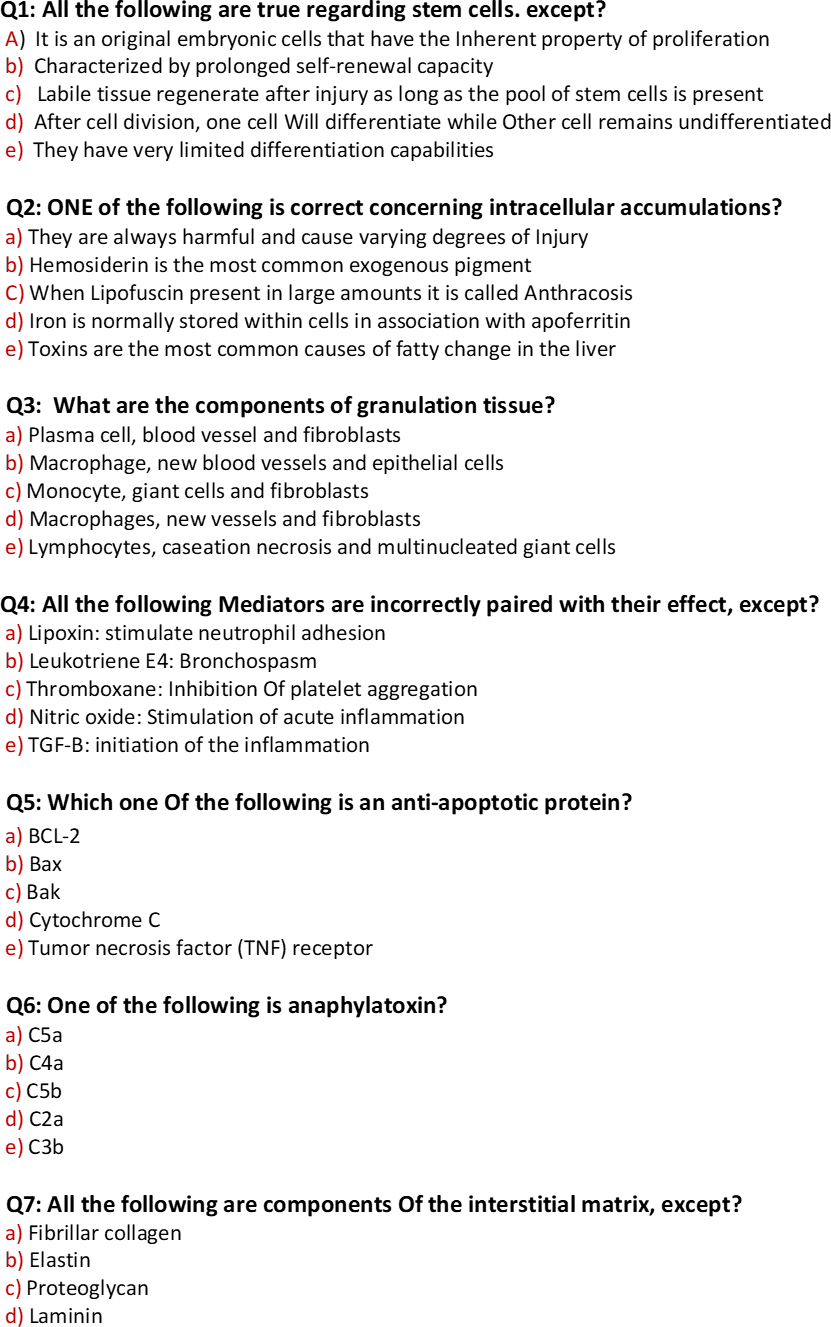 Q1: All the following are true regarding stem cells. except?
A) It is an original embryonic cells that have the Inherent property of proliferation
b) Characterized by prolonged self-renewal capacity
c) Labile tissue regenerate after injury as long as the pool of stem cells is present
d) After cell division, one cell Will differentiate while Other cell remains undifferentiated
e) They have very limited differentiation capabilities
Q2: ONE of the following is correct concerning intracellular accumulations?
a) They are always harmful and cause varying degrees of Injury
b) Hemosiderin is the most common exogenous pigment
C) When Lipofuscin present in large amounts it is called Anthracosis
d) Iron is normally stored within cells in association with apoferritin
e) Toxins are the most common causes of fatty change in the liver
Q3: What are the components of granulation tissue?
a) Plasma cell, blood vessel and fibroblasts
b) Macrophage, new blood vessels and epithelial cells
c) Monocyte, giant cells and fibroblasts
d) Macrophages, new vessels and fibroblasts
e) Lymphocytes, caseation necrosis and multinucleated giant cells
Q4: All the following Mediators are incorrectly paired with their effect, except?
a) Lipoxin: stimulate neutrophil adhesion
b) Leukotriene E4: Bronchospasm
c) Thromboxane: Inhibition Of platelet aggregation
d) Nitric oxide: Stimulation of acute inflammation
e) TGF-B: initiation of the inflammation
Q5: Which one Of the following is an anti-apoptotic protein?
a) BCL-2
b) Bax
c) Bak
d) Cytochrome C
e) Tumor necrosis factor (TNF) receptor
Q6: One of the following is anaphylatoxin?
a) C5a
b) C4a
c) C5b
d) C2a
e) C3b
Q7: All the following are components Of the interstitial matrix, except?
a) Fibrillar collagen
b) Elastin
c) Proteoglycan
d) Laminin